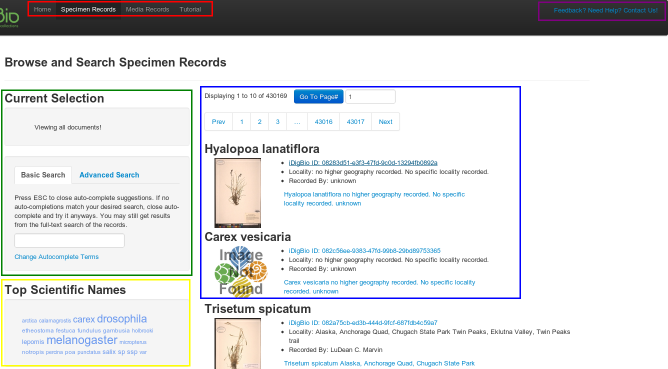 Bio
Home Specimen Records Media Records Tutorial
Feedback? Need Help? Contact Us!
Browse and Search Specimen Records
Current Selection
Viewing all documents!
Basic Search Advanced Search
Press ESC to close auto-complete suggestions. If no
auto-completions match your desired search, close auto-
complete and try it anyways. You may still get results
from the full-text search of the records.
Change Autocomplete Terms
Top Scientific Names
ardisa calamagrostis carex drosophila
etheostoma festuca fundulus gambusia holbrooki
lepomis melanogaster micropterus
notropis perdita poa punctatus salix sp ssp var
Displaying 1 to 10 of 430169 Go To Page# 1
Prev 1 2 3 ... 43016 43017 Next
Hyalopoa lanatiflora
iDigBio ID: 08283d51-e3f3-47fd-9c0d-13294fb0892a
Locality: no higher geography recorded. No specific locality recorded.
Recorded By: unknown
Hyalopoa lanatiflora no higher geography recorded. No specific
locality recorded. unknown
Carex vesicaria
Image
Not
Found
iDigBio ID: 082c56ee-9383-47fd-99b8-29bd89753365
Locality: no higher geography recorded. No specific locality recorded.
Recorded By: unknown
Carex vesicaria no higher geography recorded. No specific locality
recorded. unknown
Trisetum spicatum
iDigBio ID: 082a75cb-ed3b-444d-9fcf-687fdb4c59a7
Locality: Alaska, Anchorage Quad, Chugach State Park Twin Peaks, Eklutna Valley, Twin Peaks
trail
Recorded By: LuDean C. Marvin
Trisetum spicatum Alaska, Anchorage Quad, Chugach State Park